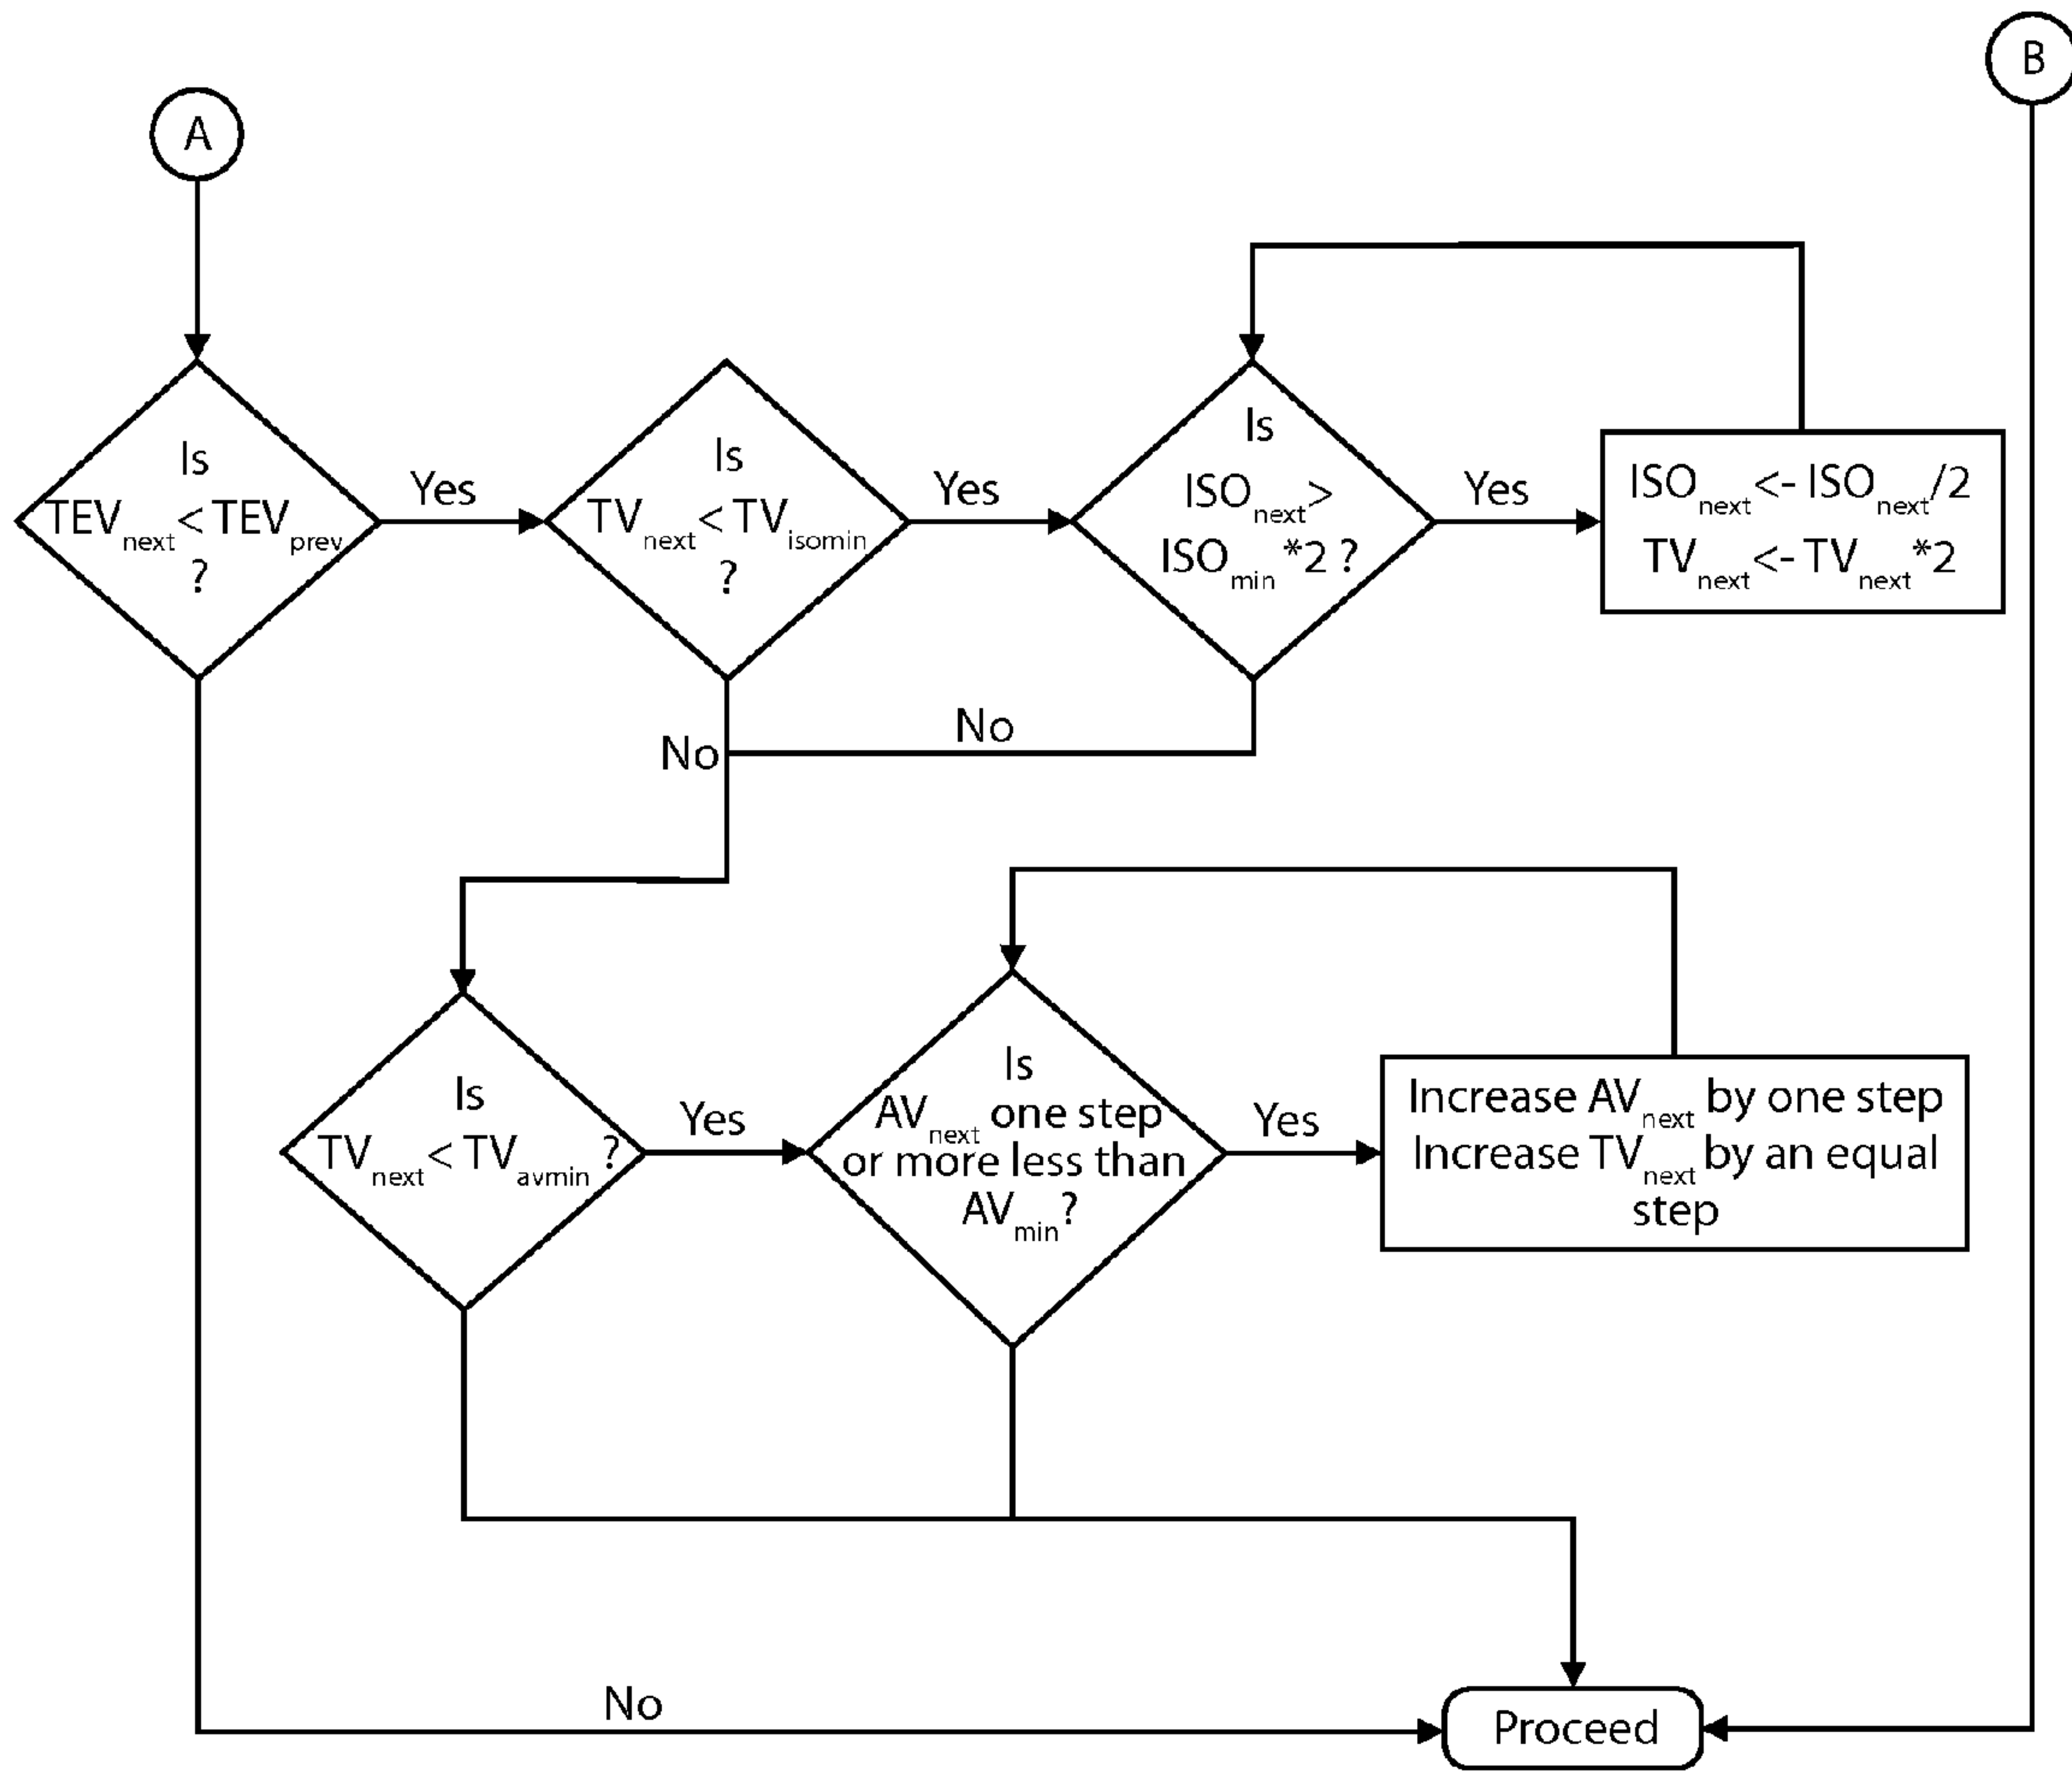 B
A
Is
TEVnext < TEVprev
?
Yes
Is
TVnext < TVisomin
?
Yes
Is
ISOnext>
ISOmin *2 ?
Yes
ISOnext<- ISOnext/2
TVnext<- TVnext*2
No
No
Is
TVnext< TVavmin ?
Yes
Is
AVnext one step
or more less than
AVmin?
Yes
Increase AVnext by one step
Increase TVnext by an equal
step
No
Proceed